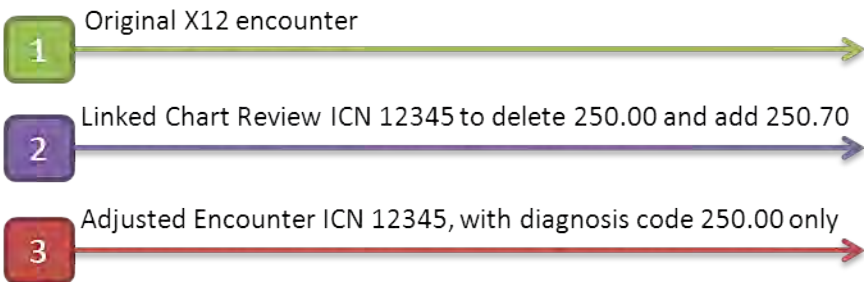 Original X12 encounter
1
Linked Chart Review ICN 12345 to delete 250.00 and add 250.70
2
Adjusted Encounter ICN 12345, with diagnosis code 250.00 only
3